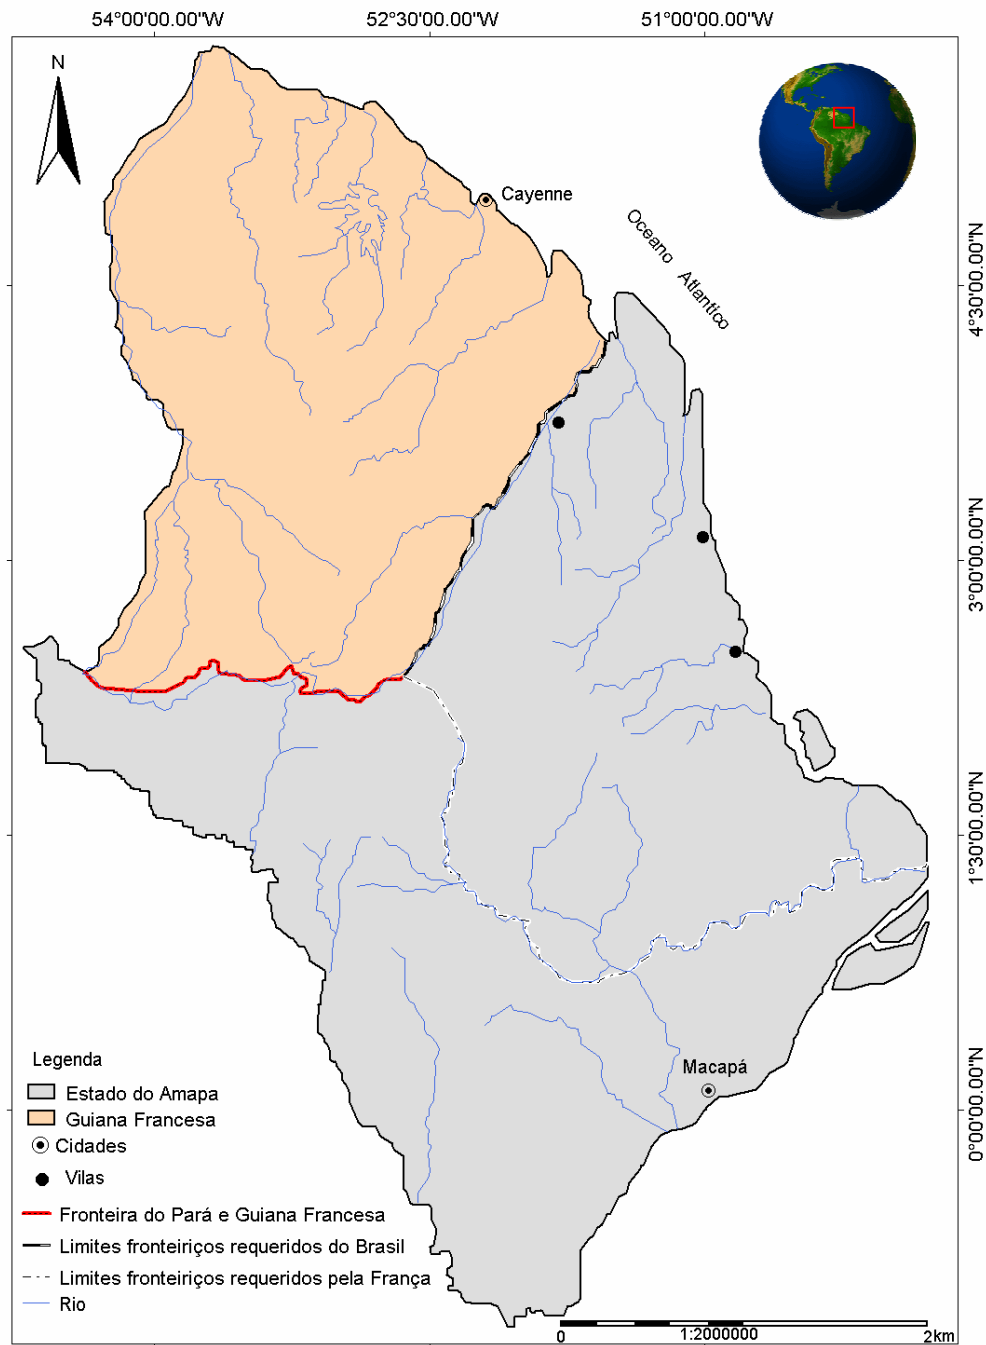 54°00'00.00"W
52°30'00.00"W
51°00'00.00"W
N
Cayenne
Oceano Atlantico
4°30'00.00"N
3°00'00.00"N
1°30'00.00"N
0°00'00.00"N
Macapá
Legenda
Estado do Amapa
Guiana Francesa
Cidades
Vilas
Fronteira do Pará e Guiana Francesa
Limites fronteiriços requeridos do Brasil
Limites fronteiriços requeridos pela França
Rio
0
1:2000000
2km